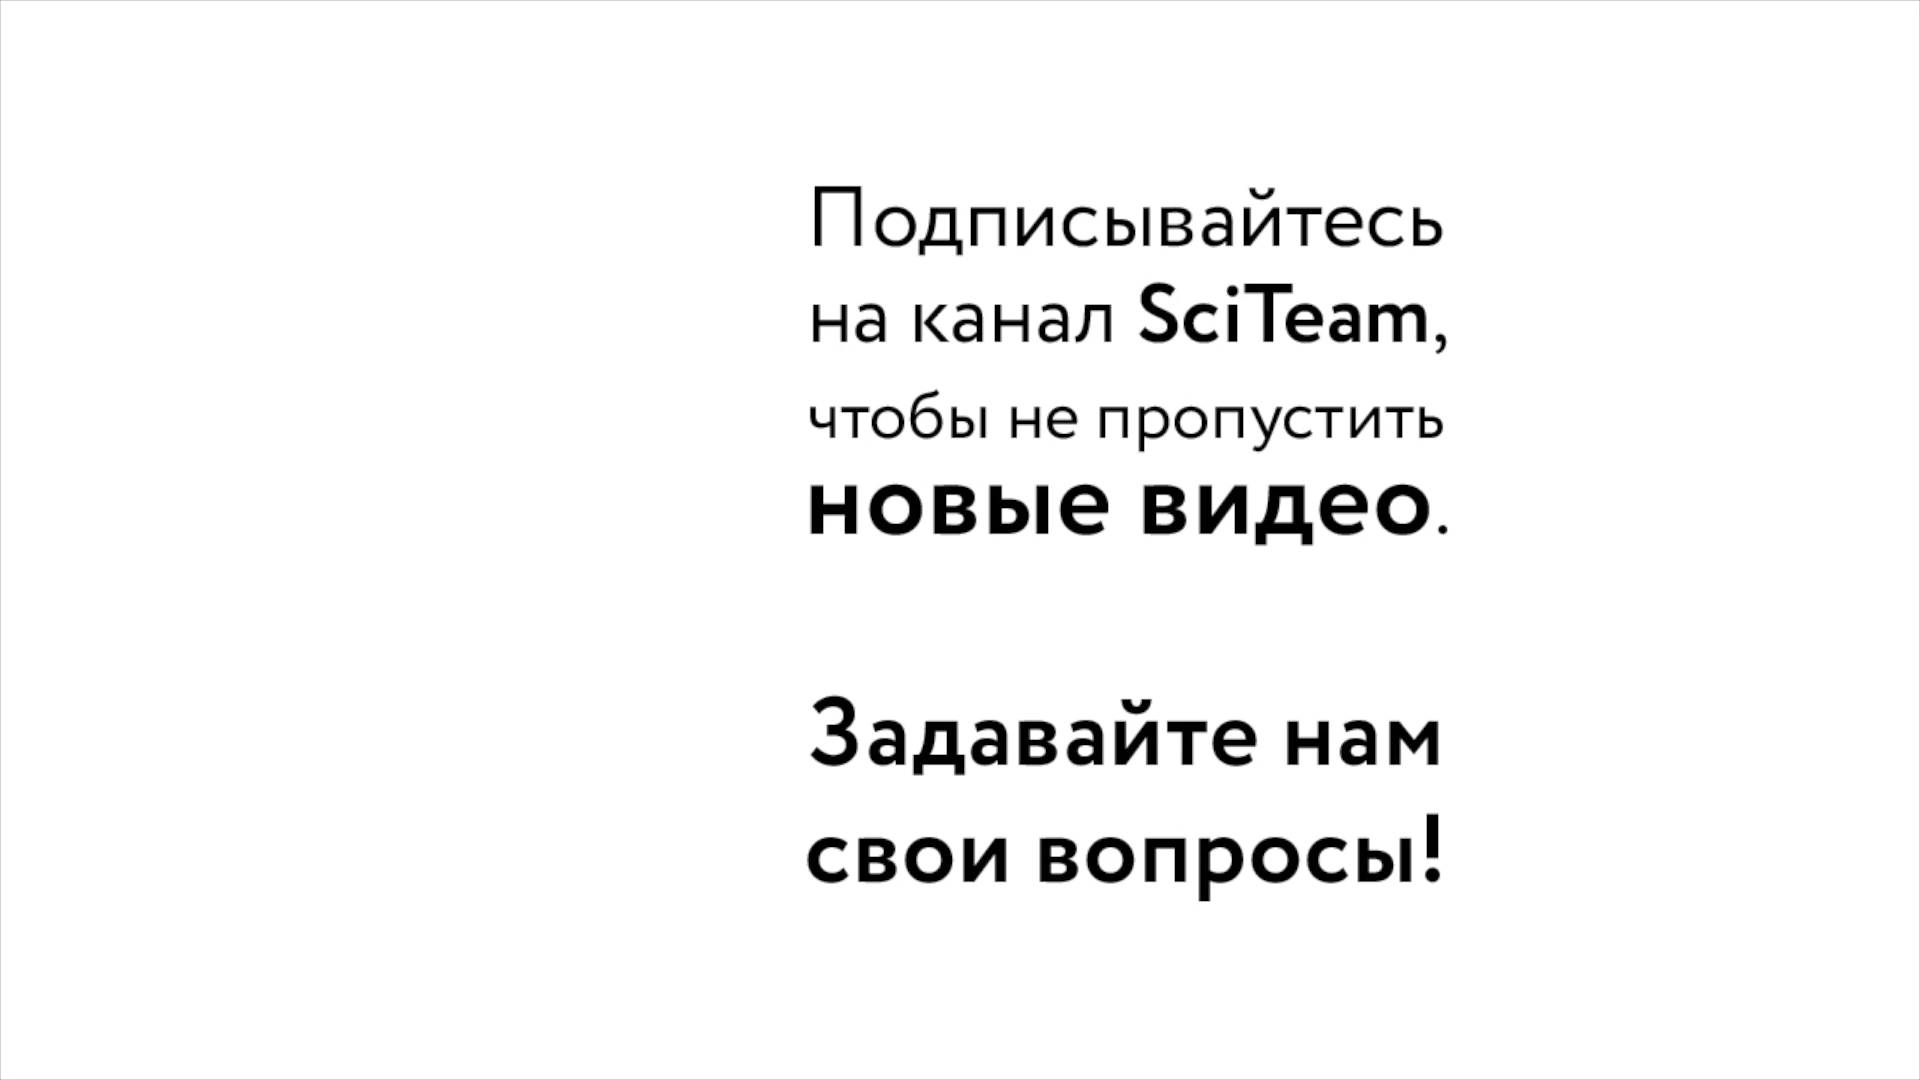 Подписывайтесь
на канал SciTeam,
чтобы не пропустить
новые видео.
Задавайте нам
свои вопросы!